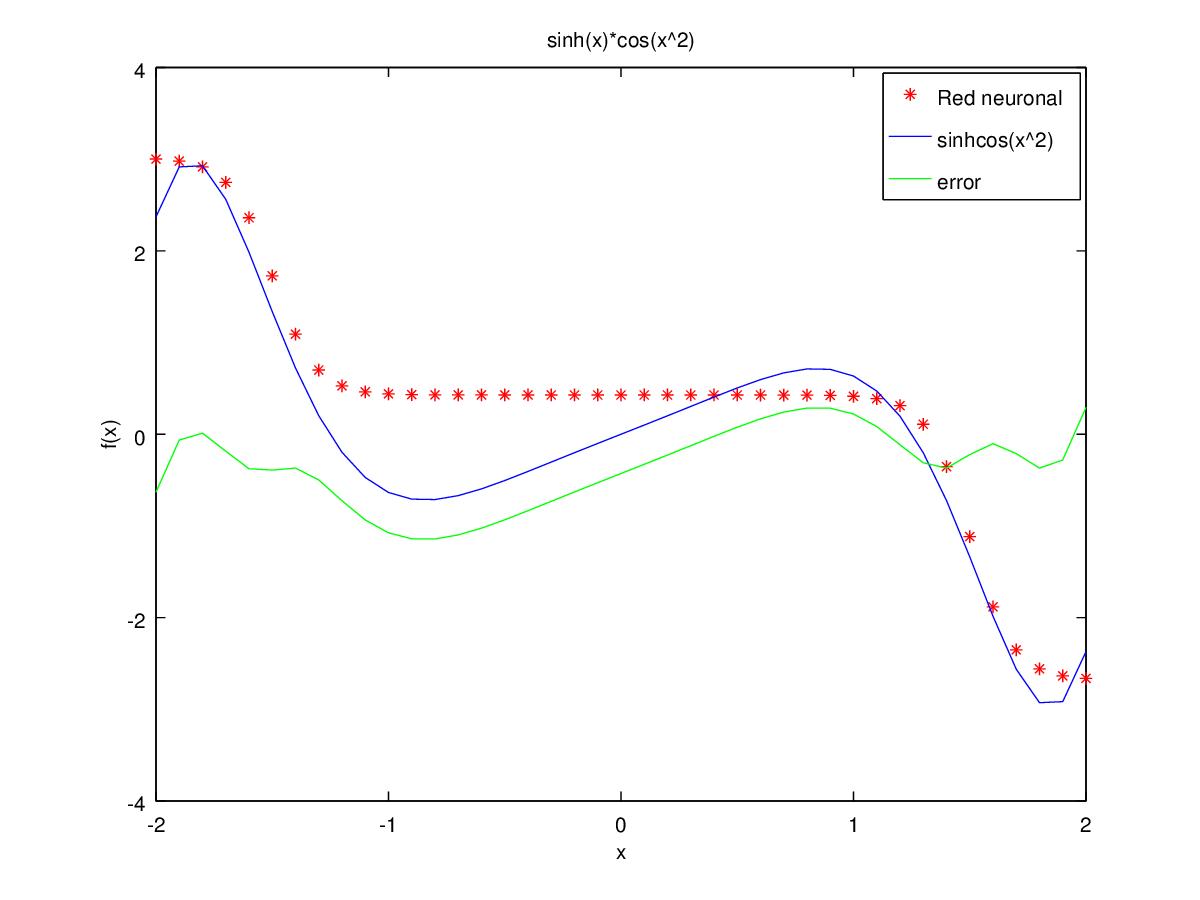 sinh(x)*cos(x^2)
Red neuronal
sinhcos(x^2)
error
4
2
0
-2
-4
f(x)
-2
-1
0
1
2
x